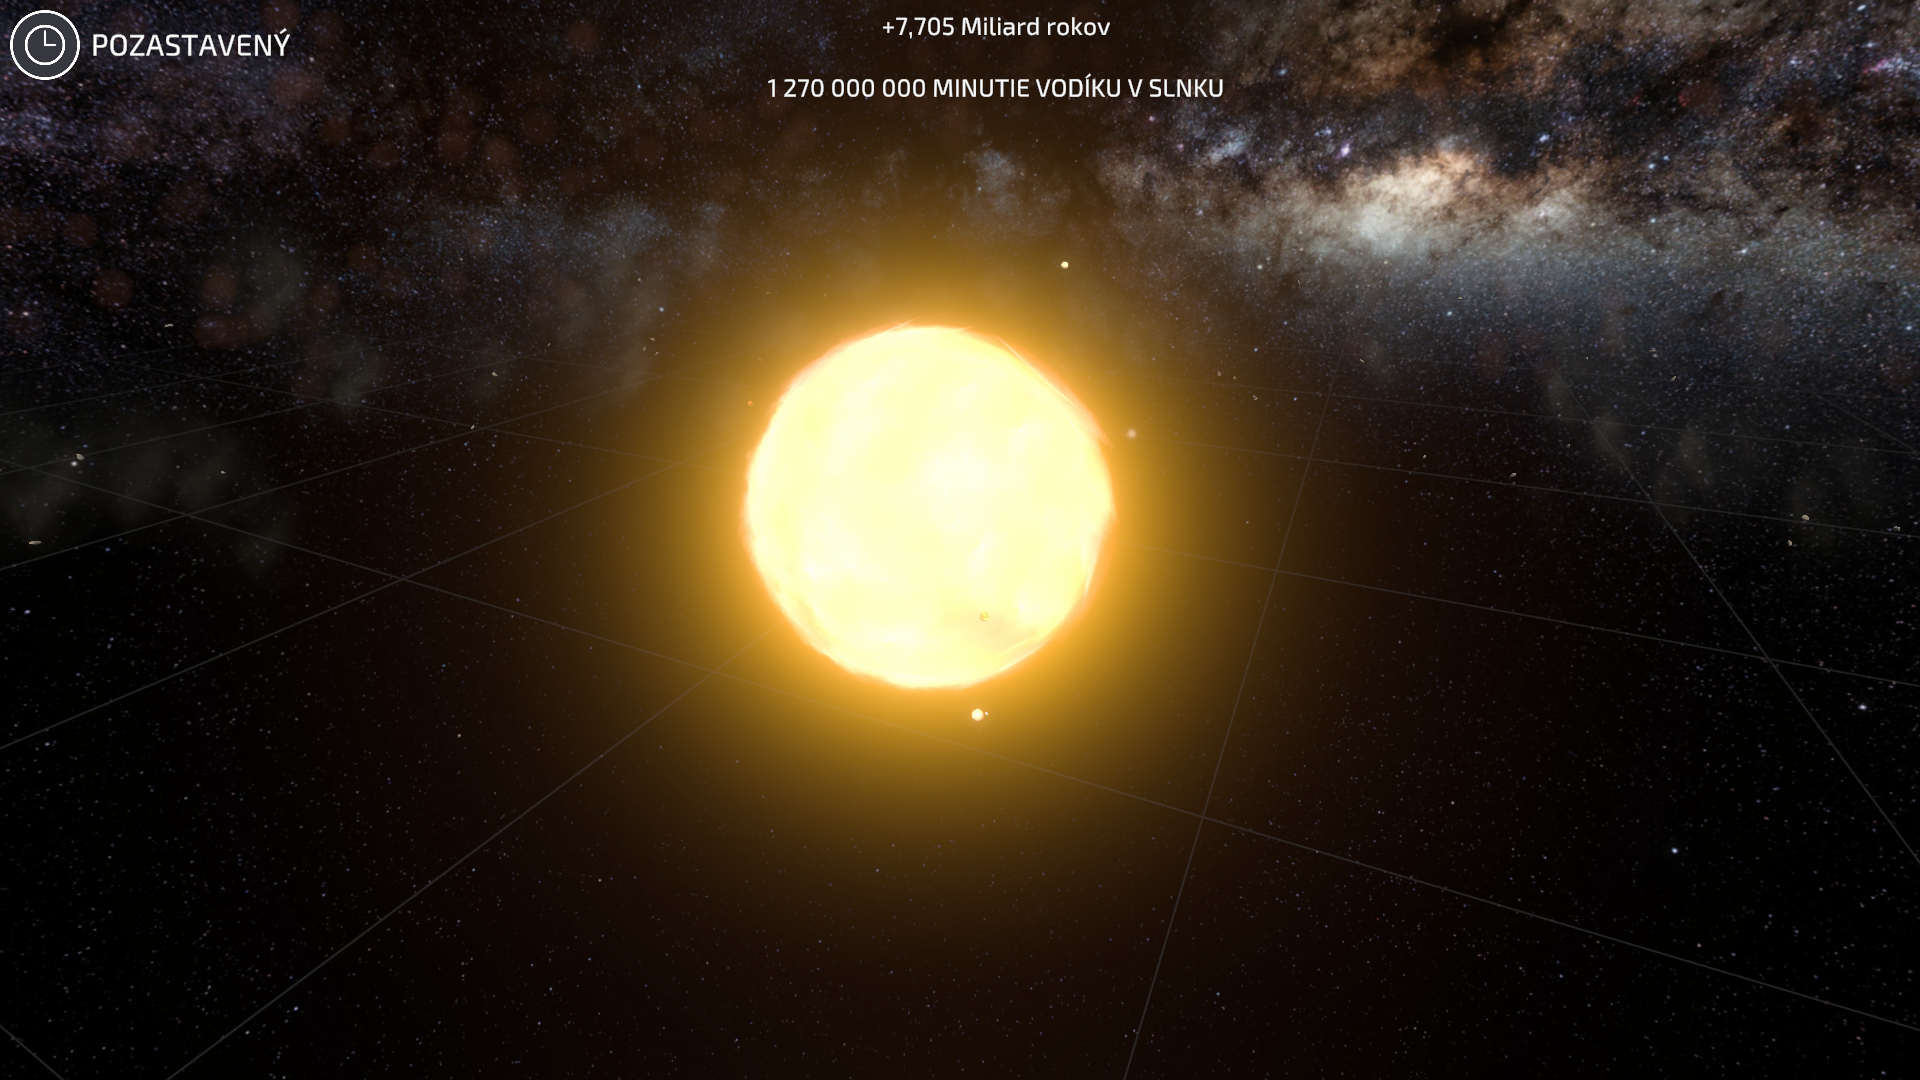 POZASTAVENÝ
+7,705 Miliard rokov
1 270 000 000 MINUTIE VODÍKU V SLNKU